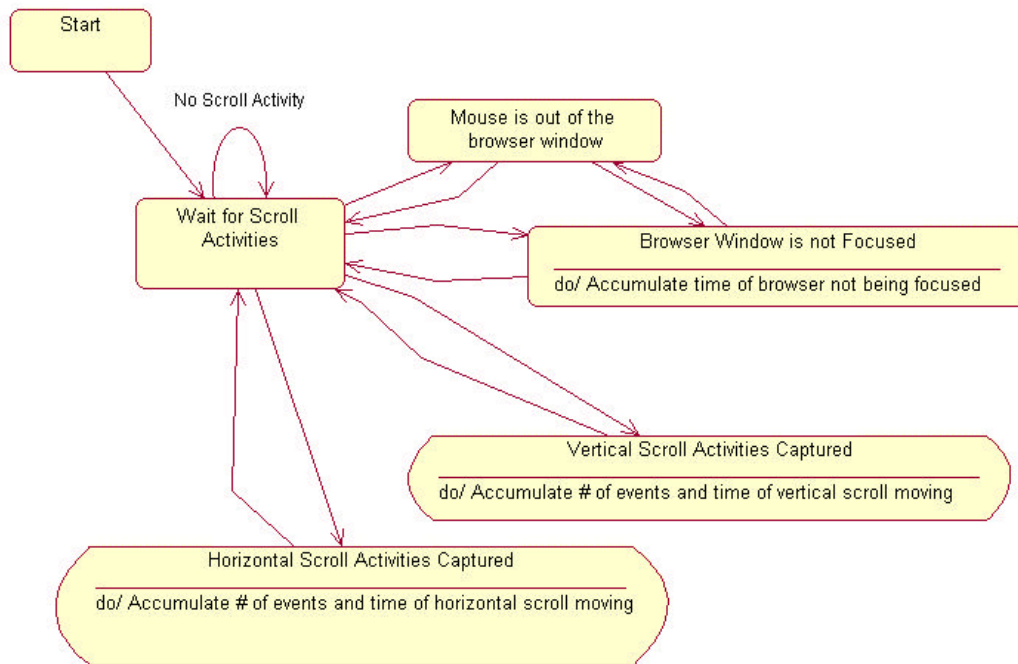 Start
No Scroll Activity
Mouse is out of the
browser window
Wait for Scroll
Activities
Browser Window is not Focused
do/ Accumulate time of browser not being focused
Vertical Scroll Activities Captured
do/ Accumulate # of events and time of vertical scroll moving
Horizontal Scroll Activities Captured
do/ Accumulate # of events and time of horizontal scroll moving